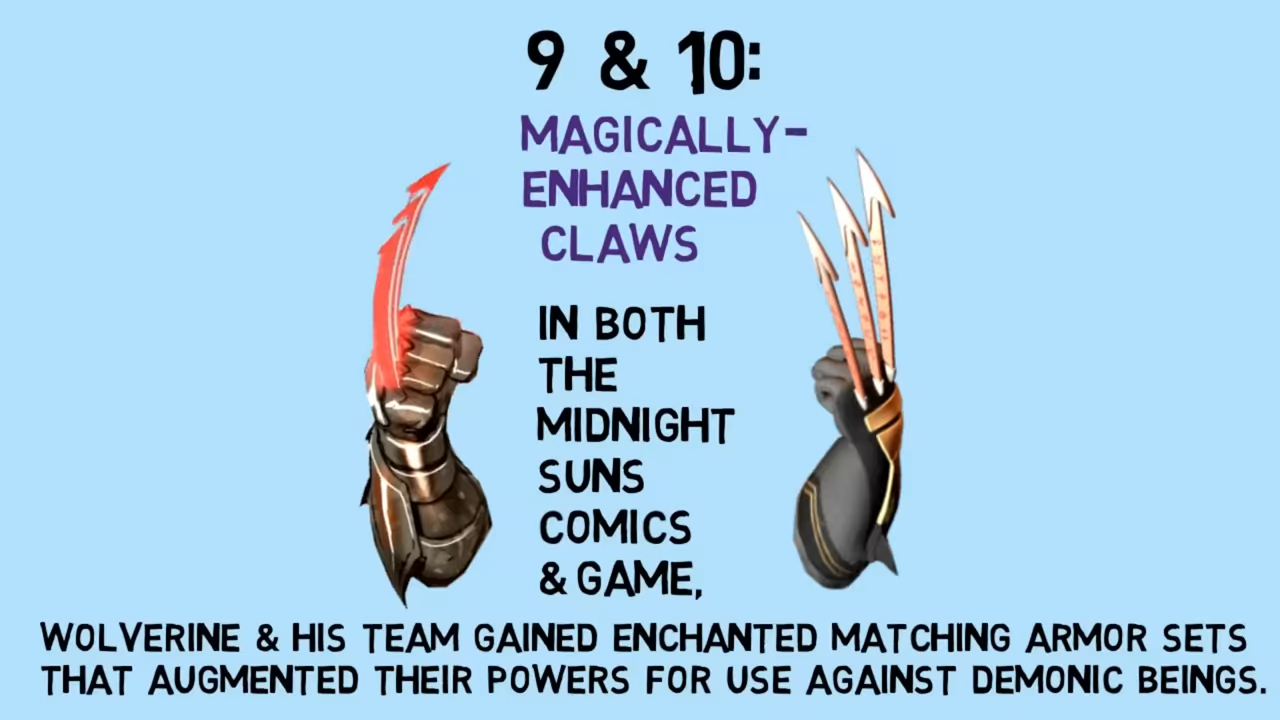 9 & 10:
MAGICALLY-
ENHANCED
CLAWS
IN BOTH
THE
MIDNIGHT
SUNS
COMICS
& GAME,
WOLVERINE & HIS TEAM GAINED ENCHANTED MATCHING ARMOR SETS
THAT AUGMENTED THEIR POWERS FOR USE AGAINST DEMONIC BEINGS.